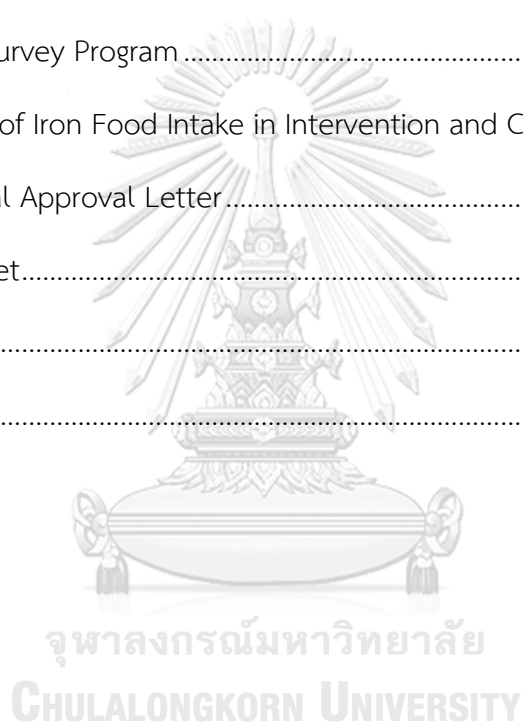 urvey Program ...........................................................
of Iron Food Intake in Intervention and C
al Approval Letter ...................................................
et ...................................................................................
.......................................................................................
.......................................................................................
จุฬาลงกรณ์มหาวิทยาลัย
CHULALONGKORN UNIVERSITY